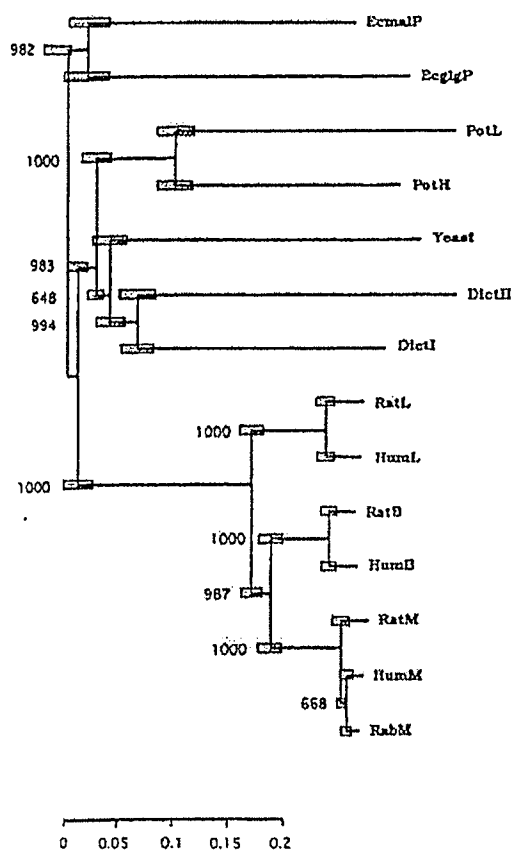 EcmalP
982
EcglgP
PotL
1000
PotH
Yeast
983
DictII
648
994
DictI
RatL
1000
HumL
1000
RatB
1000
HumB
987
RatM
1000
HumM
668
RabM
0 0.05 0.1 0.15 0.2